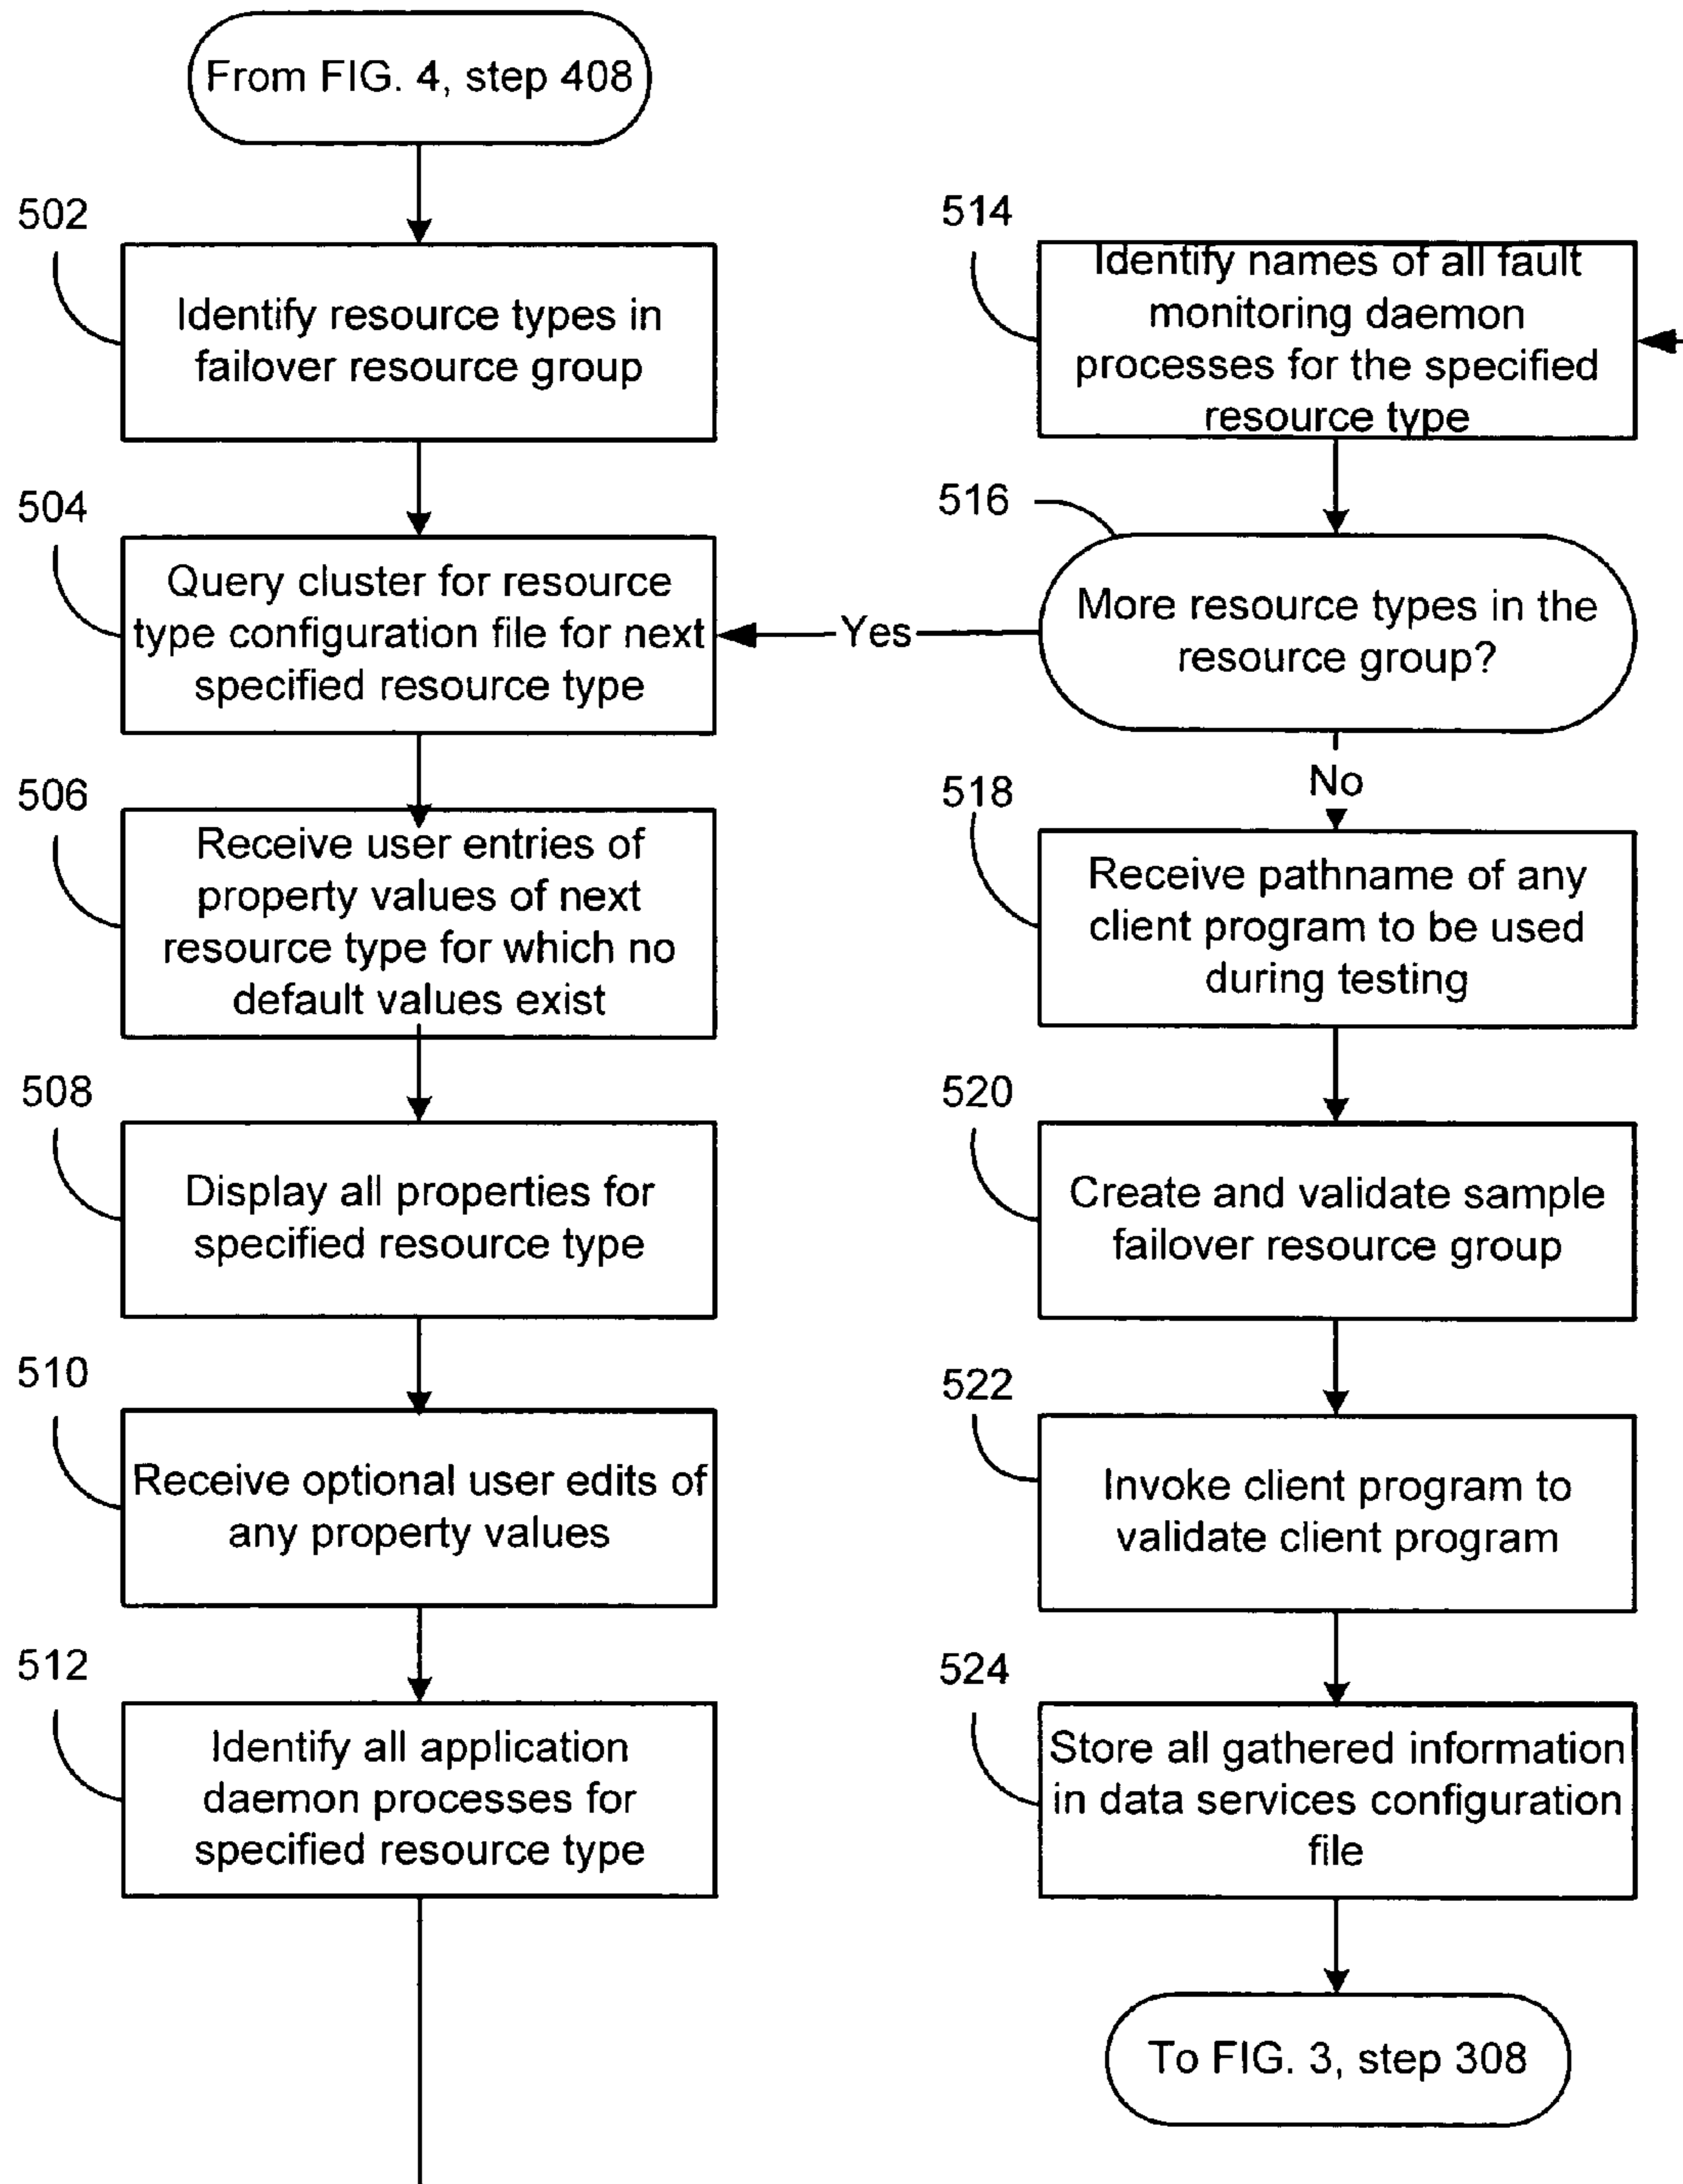 From FIG. 4, step 408
502
Identify resource types in
failover resource group
504
Query cluster for resource
type configuration file for next
specified resource type
506
Receive user entries of
property values of next
resource type for which no
default values exist
508
Display all properties for
specified resource type
510
Receive optional user edits of
any property values
512
Identify all application
daemon processes for
specified resource type
514
Identify names of all fault
monitoring daemon
processes for the specified
resource type
516
More resource types in the
resource group?
Yes
No
518
Receive pathname of any
client program to be used
during testing
520
Create and validate sample
failover resource group
522
Invoke client program to
validate client program
524
Store all gathered information
in data services configuration
file
To FIG. 3, step 308